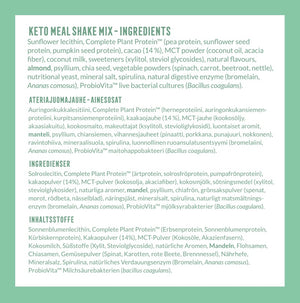 KETO MEAL SHAKE MIX - INGREDIENTS
Sunflower lecithin, Complete Plant Protein™ (pea protein, sunflower seed
protein, pumpkin seed protein), cacao (14 %), MCT powder (coconut oil, acacia
fiber), coconut milk, sweetners (xylitol, steviol glycosides), natural flavours,
almond, psyllium, chia seed, vegetable powders (spinach, carrot, beetroot, nettle),
nutritional yeast, mineral salt, spirulina, natural digestive enzyme (bromelain,
Ananas comosus), ProbioVita™ live bacterial cultures (Bacillus coagulans).
ATERIAJUOMAJAUHE-AINESOSAT
Auringonkukkalesitiini, Complete Plant Protein™ (herneproteiini, auringonkukansiemen-
proteiini, kurpitsansiemenproteiini), kaakaojauhe (14 %), MCT-jauhe (kookosöljy,
akaasiakuitu), kookosmaito, makeuttajat (xylitoli, stevioliglykosidit), luontaiset aromit,
manteli, psyllium, chiansiemen, vihannesjauheet (pinaatti, porkkana, punajuuri, nokkonen),
ravintohiiva, mineraalisuola, spirulina, luonnollinen ruoansulatusentsyymi (bromelaiini,
Ananas comosus), ProbioVita™ maitohappobakteeri (Bacillus coagulans).
INGREDIENSER
Solroslecitin, Complete Plant Protein™ (ärtprotein, solrosfröprotein, pumpafröprotein),
kakaopulver (14%), MCT-Pulver (kokosolja, akaciafiber), kokosmjölk, sötningsmedel (xylitol,
steviolglykosider), naturliga aromer, mandel, psyllium, chiafrön, grönsakspulver (spenat,
morot, rödbeta, nässelblad), näringsjäst, mineralsalt, spirulina, naturligt matsmältnings-
enzym (bromelain, Ananas comosus), ProbioVita™ mjölksyrabakterier (Bacillus coagulans).
INHALTSSTOFFE
Sonnenblumenlecithin, Complete Plant Protein™ (Erbsenprotein, Sonnenblumenprotein,
Kürbiskernprotein), Kakaopulver (14%), MCT-Pulver (Kokosöl, Akazienfasern),
Kokosmilch, Süßstoffe (Xylit, Steviolglycoside), natürliche Aromen, Mandeln, Flohsamen,
Chiasamen, Gemüsepulver (Spinat, Karotten, rote Beete, Brennnessel), Nährhefe,
Mineralsalz, Spirulina, natürliches Verdauungsenzym (Bromelain, Ananas comosus),
ProbioVita™ Milchsäurebakterien (Bacillus coagulans).